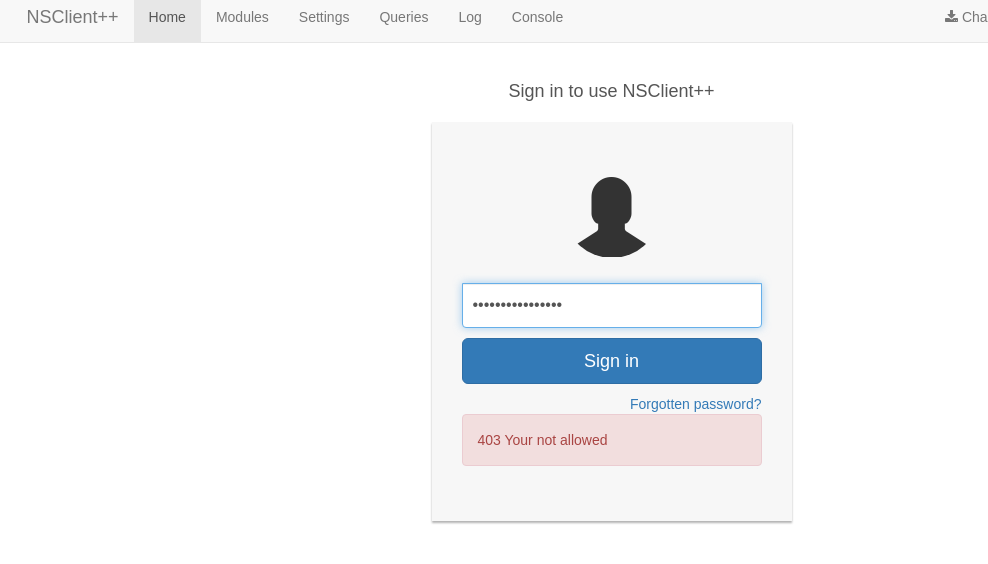 NSClient++ Home Modules Settings Queries Log Console Cha
Sign in to use NSClient++
••••••••••••••••
Sign in
Forgotten password?
403 Your not allowed